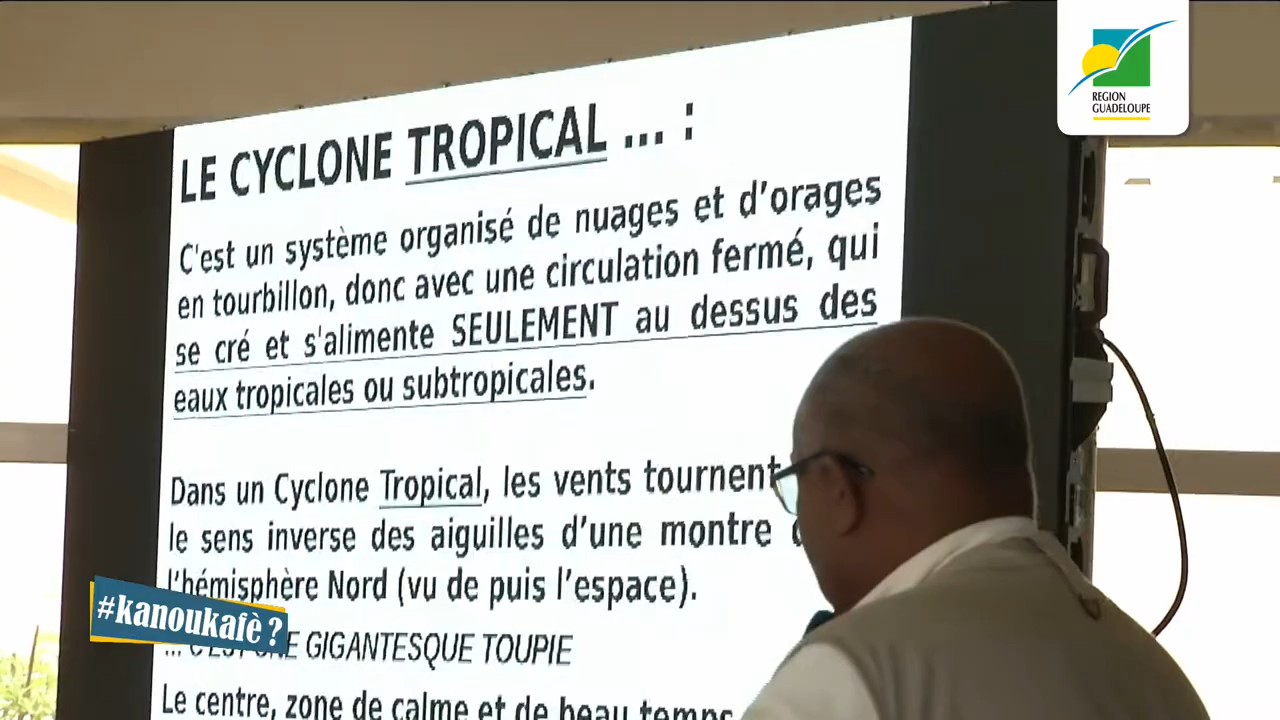 LE CYCLONE TROPICAL ... :
C'est un système organisé de nuages et d'orages
en tourbillon, donc avec une circulation fermé, qui
se cré et s'alimente SEULEMENT au dessus des
eaux tropicales ou subtropicales.
Dans un Cyclone Tropical, les vents tournent
le sens inverse des aiguilles d'une montre
l'hémisphère Nord (vu de puis l'espace).
... C'EST UNE GIGANTESQUE TOUPIE
Le centre, zone de calme et de beau temps
#kanoukafè ?
REGION
GUADELOUPE